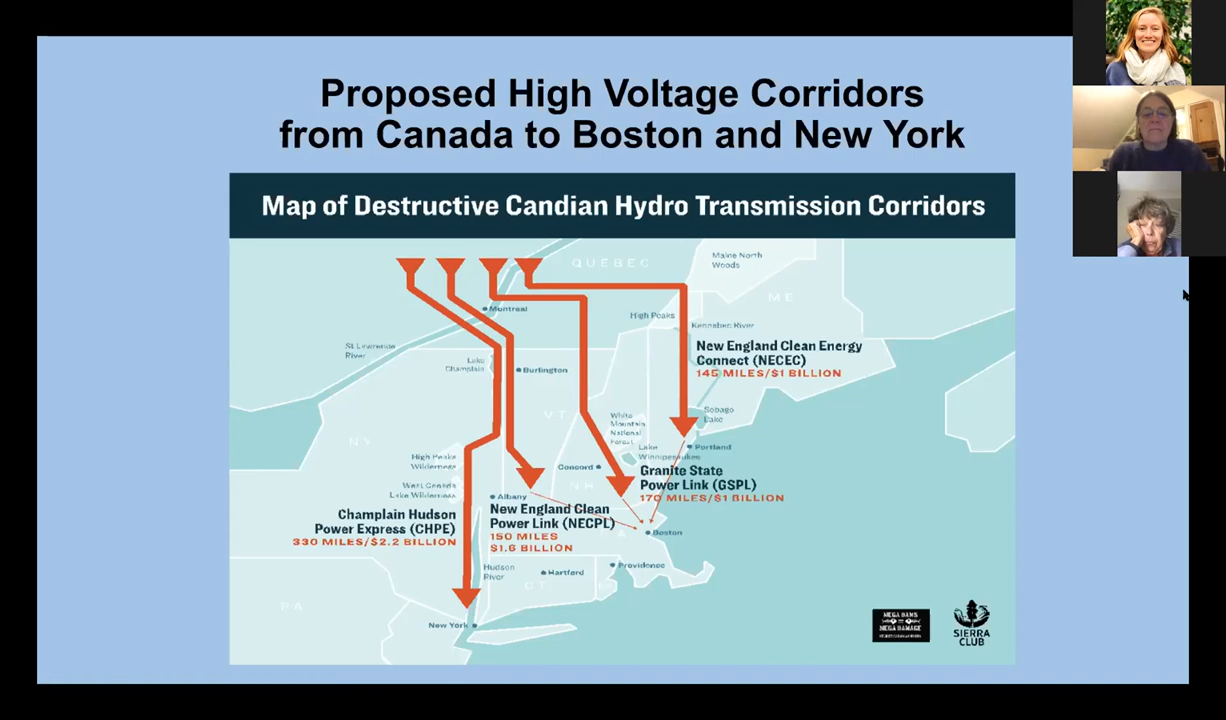 Proposed High Voltage Corridors
from Canada to Boston and New York
Map of Destructive Candian Hydro Transmission Corridors
QUEBEC
Maine North
Woods
ME
Montreal
High Peaks
Kennebec River
St Lawrence
River
New England Clean Energy
Connect (NECEC)
145 MILES/$1 BILLION
Lake
Champlain
Burlington
VT
White
Mountain
National
Forest
Sebago
Lake
NY
Portland
High Peaks
Wilderness
Lake
Winnipesaukee
Concord
Granite State
Power Link (GSPL)
170 MILES/$1 BILLION
West Canada
Lake Wilderness
NH
Albany
New England Clean
Power Link (NECPL)
150 MILES
$1.6 BILLION
Champlain Hudson
Power Express (CHPE)
330 MILES/$2.2 BILLION
Boston
Hudson
River
Hartford
Providence
CT
PA
New York
MEGA DAMS
MEGA DAMAGE
SIERRA
CLUB